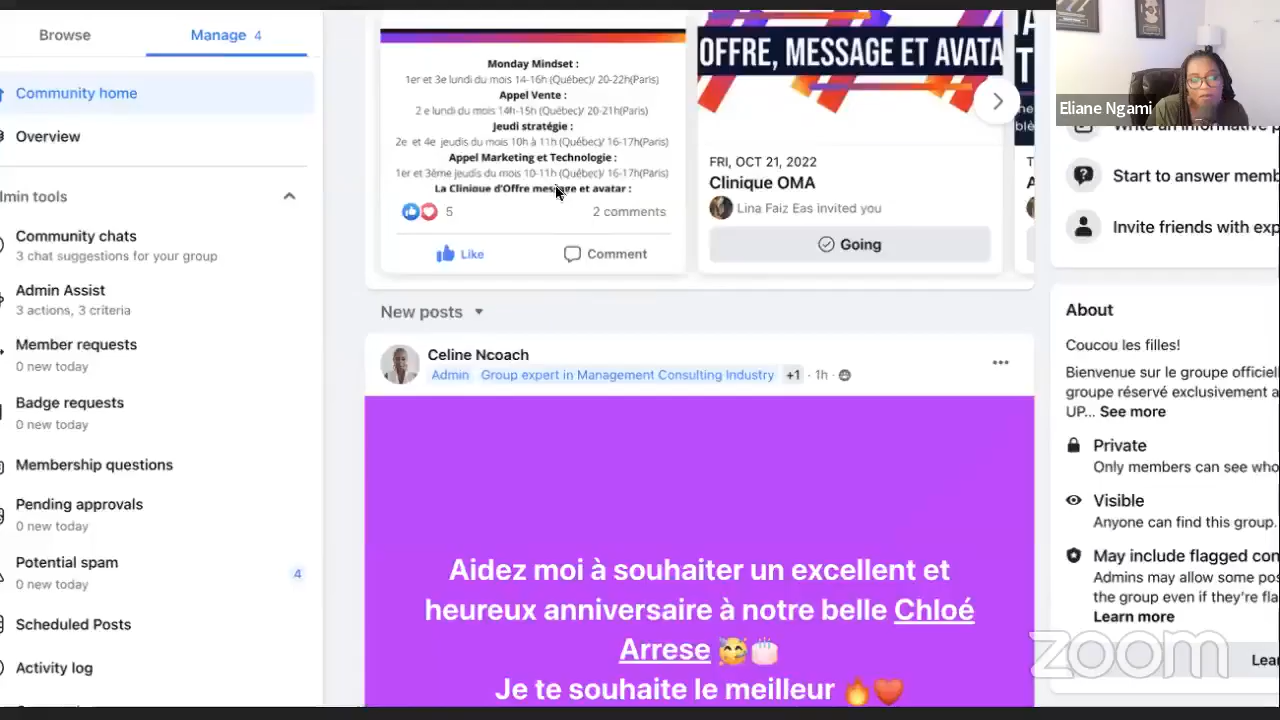 Browse
Manage 4
Community home
Overview
lmin tools
Community chats
3 chat suggestions for your group
Admin Assist
3 actions, 3 criteria
Member requests
0 new today
Badge requests
0 new today
Membership questions
Pending approvals
0 new today
Potential spam
0 new today
4
Scheduled Posts
Activity log
Monday Mindset :
1er et 3e lundi du mois 14-16h (Québec)/ 20-22h(Paris)
Appel Vente :
2 e lundi du mois 14h-15h (Québec)/ 20-21h(Paris)
Jeudi stratégie :
2e et 4e jeudis du mois 10h à 11h (Québec)/ 16-17h(Paris)
Appel Marketing et Technologie :
1er et 3ème jeudis du mois 10-11h (Québec)/ 16-17h(Paris)
La Clinique d'Offre message et avatar :
5
2 comments
Like
Comment
OFFRE, MESSAGE ET AVATA
FRI, OCT 21, 2022
Clinique OMA
Lina Faiz Eas invited you
Going
New posts
Celine Ncoach
Admin Group expert in Management Consulting Industry +1 · 1h ·
Aidez moi à souhaiter un excellent et
heureux anniversaire à notre belle Chloé
Arrese 🥳🎂
Je te souhaite le meilleur 🔥❤️
Eliane Ngami
Write an informative p
Start to answer memb
Invite friends with exp
About
Coucou les filles!
Bienvenue sur le groupe officiel
groupe réservé exclusivement a
UP... See more
Private
Only members can see who
Visible
Anyone can find this group.
May include flagged con
Admins may allow some pos
the group even if they're fla
Learn more
Lear
zoom